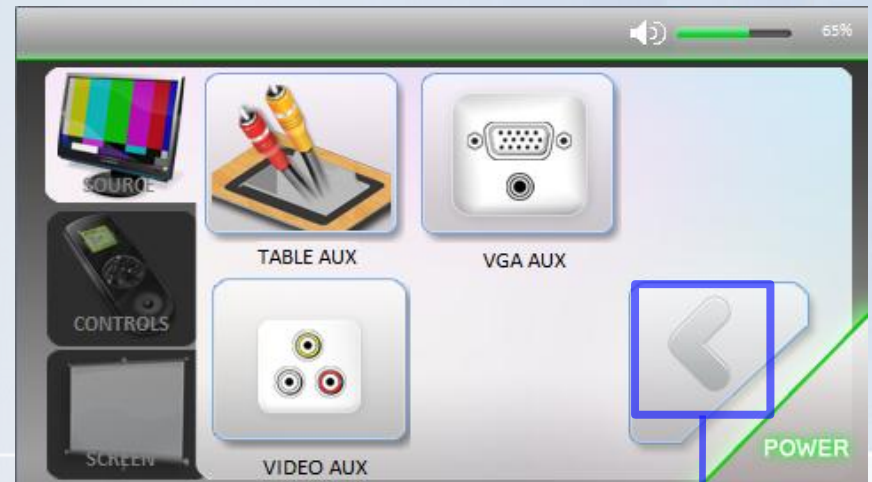 65%
SOURCE
TABLE AUX
VGA AUX
CONTROLS
SCREEN
VIDEO AUX
POWER